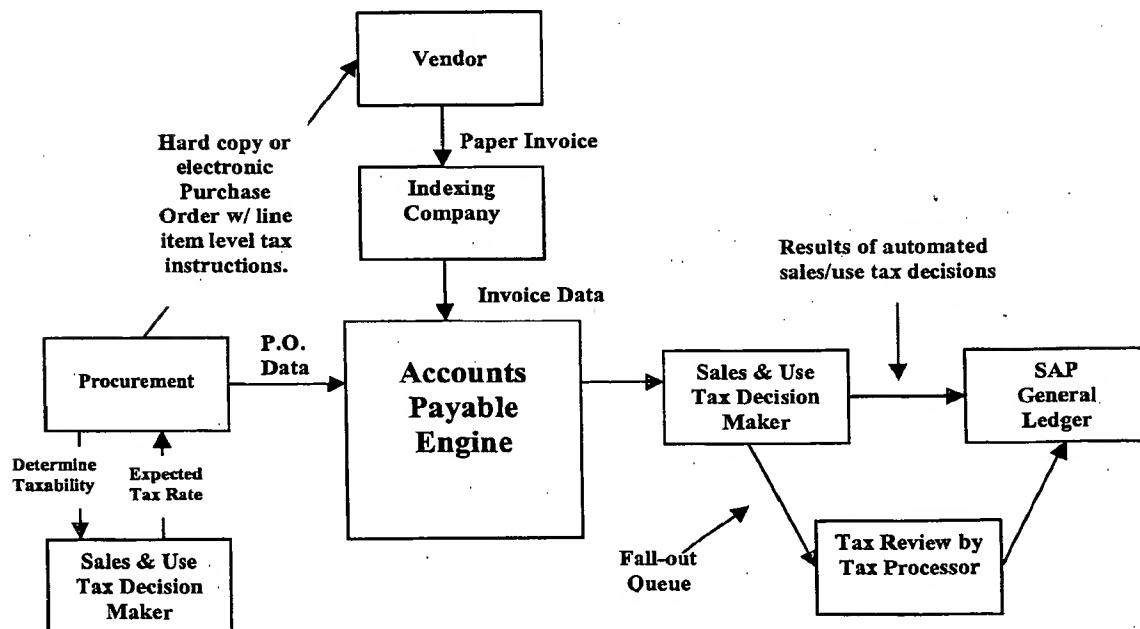 Vendor
Hard copy or
electronic
Purchase
Order w/ line
item level tax
instructions.
Paper Invoice
Indexing
Company
Results of automated
sales/use tax decisions
Invoice Data
P.O.
Data
Procurement
Accounts
Payable
Engine
Sales & Use
Tax Decision
Maker
SAP
General
Ledger
Determine
Taxability
Expected
Tax Rate
Fall-out
Queue
Tax Review by
Tax Processor
Sales & Use
Tax Decision
Maker